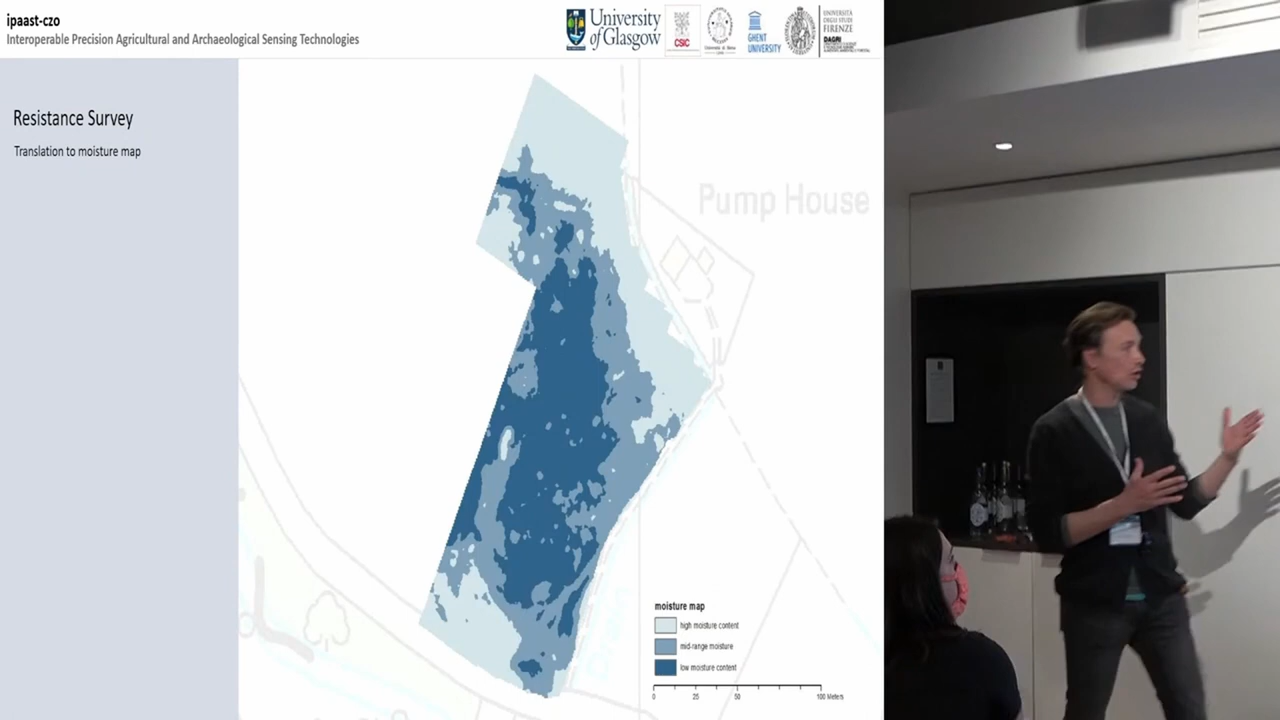 ipaast-czo
Interoperable Precision Agricultural and Archaeological Sensing Technologies
University
of Glasgow
CSIC
GHENT
UNIVERSITY
UNIVERSITÀ
DEGLI STUDI
FIRENZE
DAGRI
Resistance Survey
Translation to moisture map
Pump House
moisture map
high moisture content
mid-range moisture
low moisture content
0 25 50 100 Meters